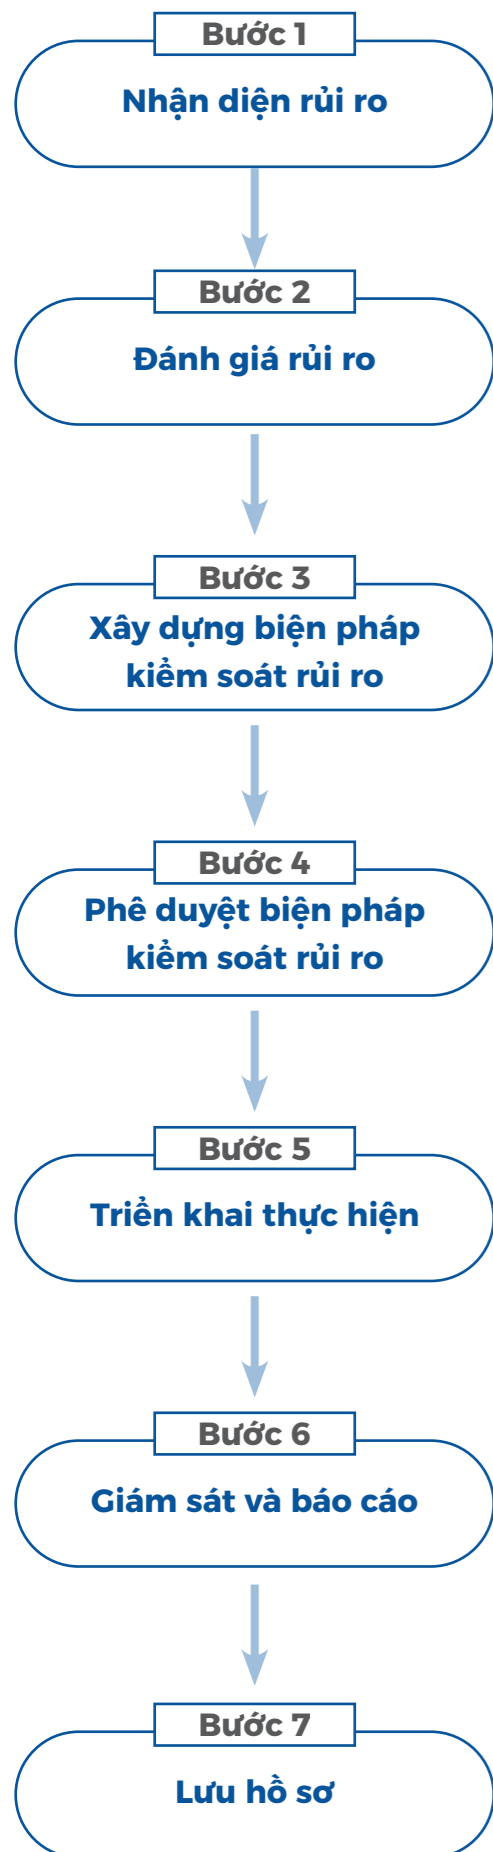 Bước 1
Nhận diện rủi ro
Bước 2
Đánh giá rủi ro
Bước 3
Xây dựng biện pháp
kiểm soát rủi ro
Bước 4
Phê duyệt biện pháp
kiểm soát rủi ro
Bước 5
Triển khai thực hiện
Bước 6
Giám sát và báo cáo
Bước 7
Lưu hồ sơ